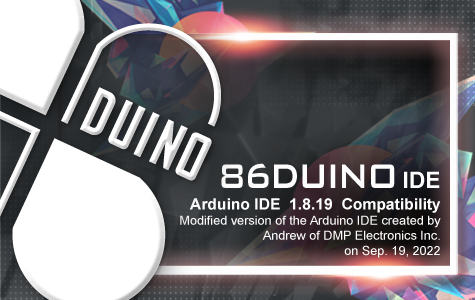 DUINO
86DUINO IDE
Arduino IDE 1.8.19 Compatibility
Modified version of the Arduino IDE created by
Andrew of DMP Electronics Inc.
on Sep. 19, 2022